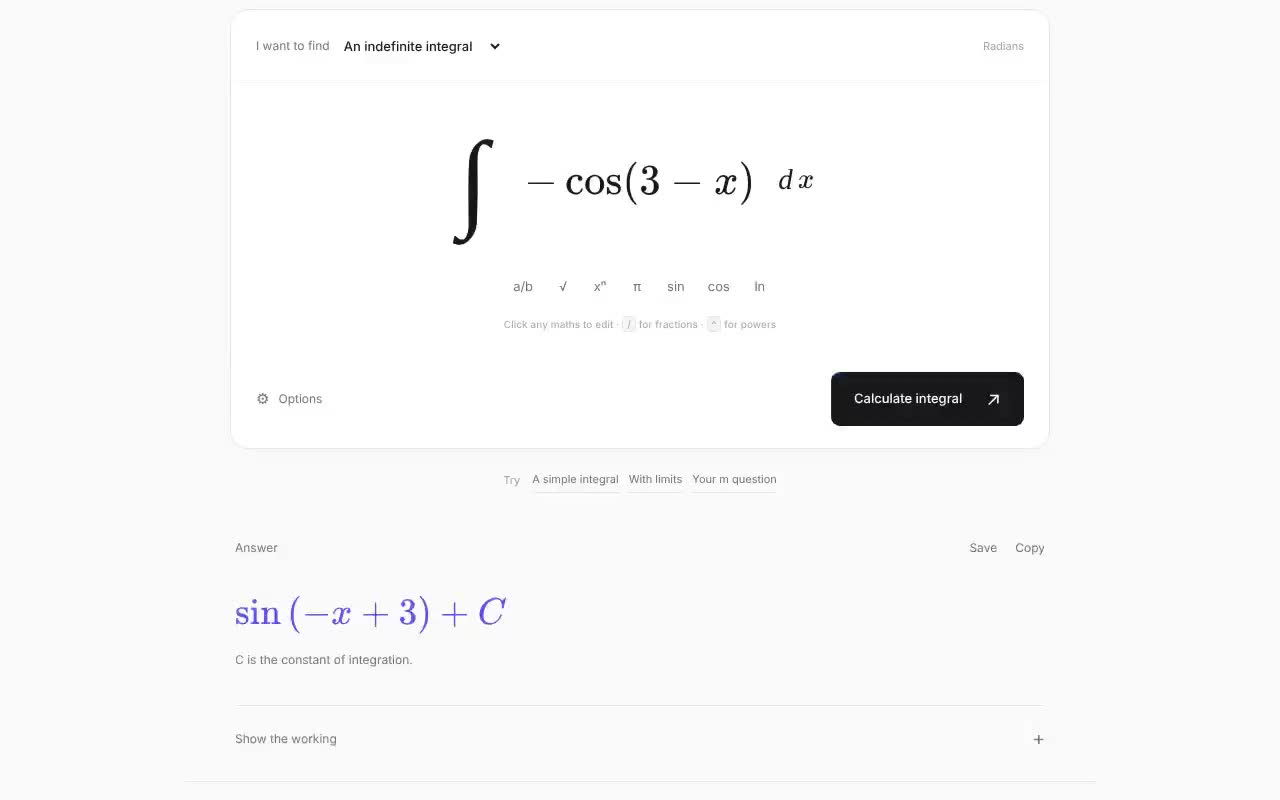 I want to find An indefinite integral Radians
∫ − cos(3 − x) d x
a/b √ xⁿ π sin cos ln
Click any maths to edit · / for fractions · ^ for powers
⚙ Options Calculate integral ↗
Try A simple integral With limits Your m question
Answer Save Copy
sin (−x + 3) + C
C is the constant of integration.
Show the working +